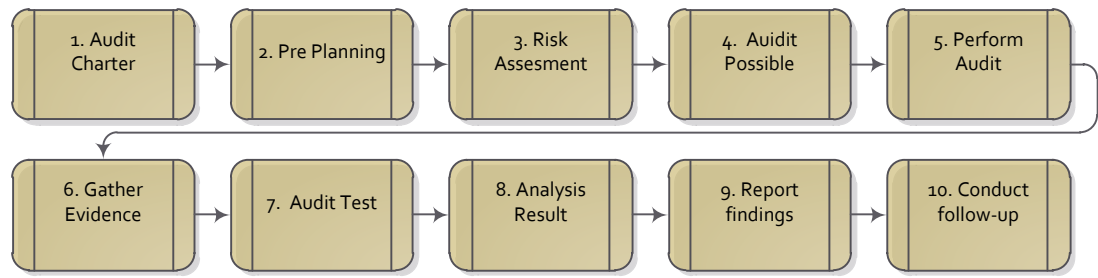 1. Audit
Charter
2. Pre Planning
3. Risk
Assesment
4. Auidit
Possible
5. Perform
Audit
6. Gather
Evidence
7. Audit Test
8. Analysis
Result
9. Report
findings
10. Conduct
follow-up